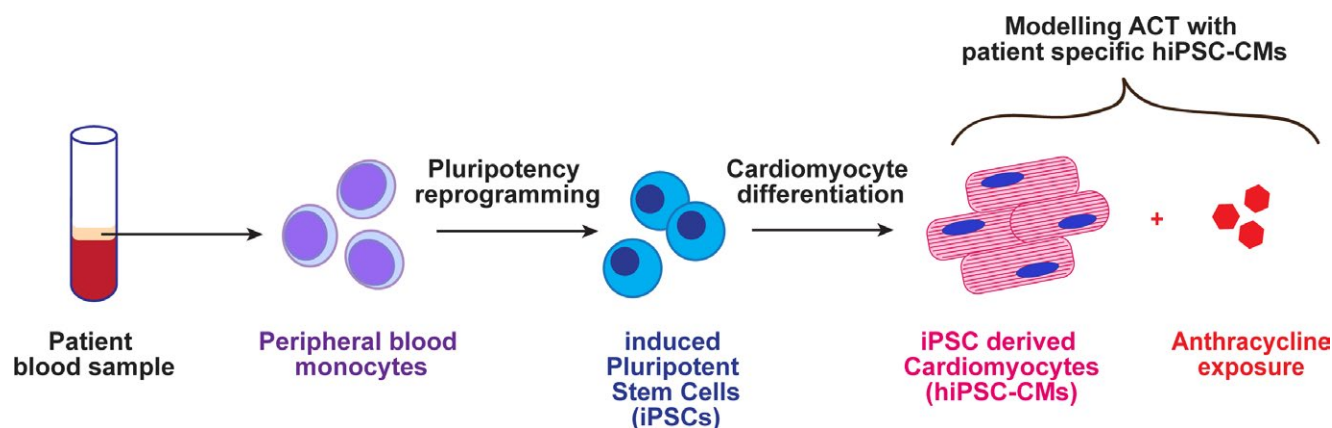 Modelling ACT with
patient specific hiPSC-CMs
Pluripotency
reprogramming
Cardiomyocyte
differentiation
+
Patient
blood sample
Peripheral blood
monocytes
induced
Pluripotent
Stem Cells
(iPSCs)
iPSC derived
Cardiomyocytes
(hiPSC-CMs)
Anthracycline
exposure